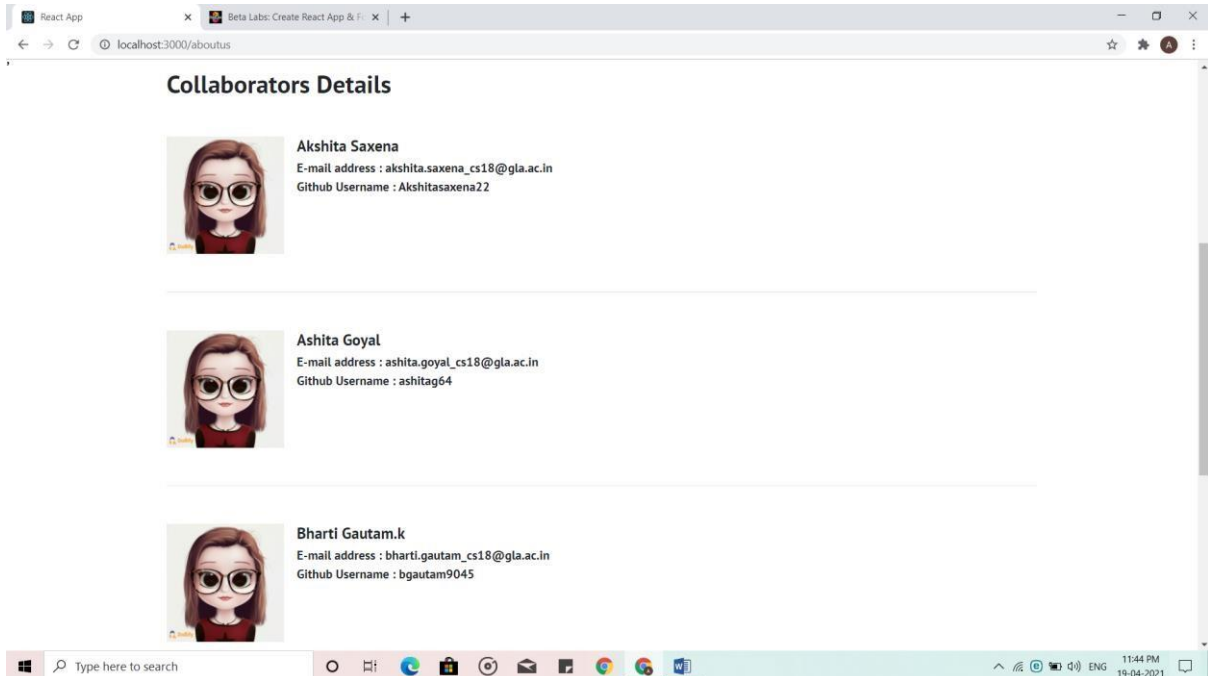 React App
Beta Labs: Create React App & F
localhost:3000/aboutus
A
Collaborators Details
Akshita Saxena
E-mail address : akshita.saxena_cs18@gla.ac.in
Github Username : Akshitasaxena22
Ashita Goyal
E-mail address : ashita.goyal_cs18@gla.ac.in
Github Username : ashitag64
Bharti Gautam.k
E-mail address : bharti.gautam_cs18@gla.ac.in
Github Username : bgautam9045
Type here to search
ENG
11:44 PM
19-04-2021